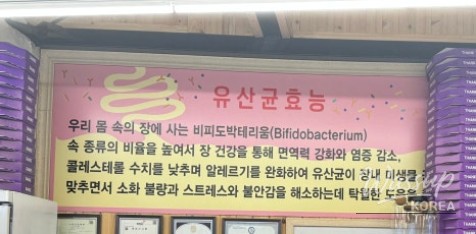 유산균효능
우리 몸 속의 장에 사는 비피도박테리움(Bifidobacterium)
속 종류의 비율을 높여서 장 건강을 통해 면역력 강화와 염증 감소,
콜레스테롤 수치를 낮추며 알레르기를 완화하여 유산균이 장내 미생물
맞추면서 소화 불량과 스트레스와 불안감을 해소하는데 탁월한 도움을
KOREA